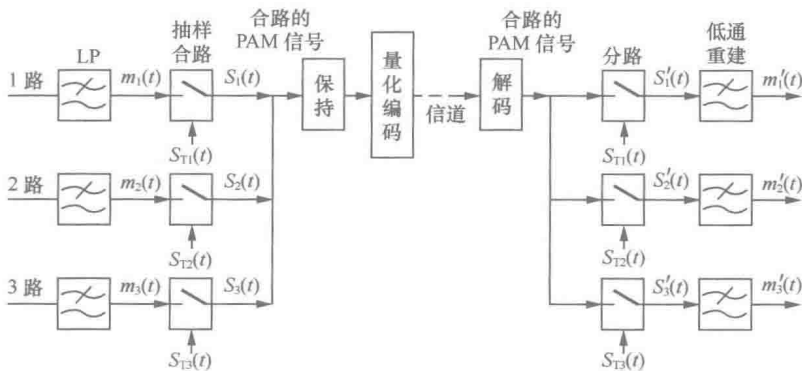 合路的
PAM 信号
合路的
PAM 信号
抽样
合路
LP
分路
低通
重建
1 路
m₁(t)
S₁(t)
保持
量化编码
信道
解码
S′₁(t)
m′₁(t)
S_T1(t)
S_T1(t)
2 路
m₂(t)
S₂(t)
S′₂(t)
m′₂(t)
S_T2(t)
S_T2(t)
3 路
m₃(t)
S₃(t)
S′₃(t)
m′₃(t)
S_T3(t)
S_T3(t)